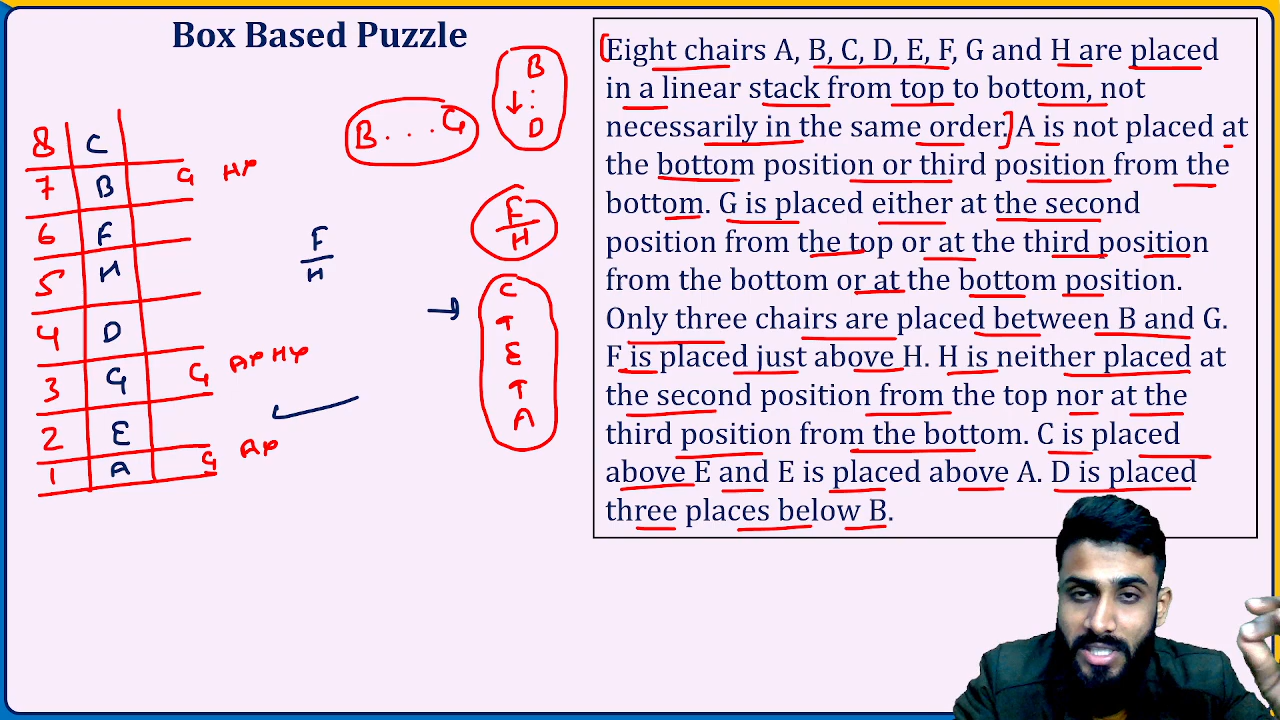 Box Based Puzzle
Eight chairs A, B, C, D, E, F, G and H are placed
in a linear stack from top to bottom, not
necessarily in the same order. A is not placed at
the bottom position or third position from the
bottom. G is placed either at the second
position from the top or at the third position
from the bottom or at the bottom position.
Only three chairs are placed between B and G.
F is placed just above H. H is neither placed at
the second position from the top nor at the
third position from the bottom. C is placed
above E and E is placed above A. D is placed
three places below B.
8 C
7 B G
6 F
5 H
4 D
3 G G
2 E
1 A G
B . . . G
B
:
D
F
H
F
H
C
E
A